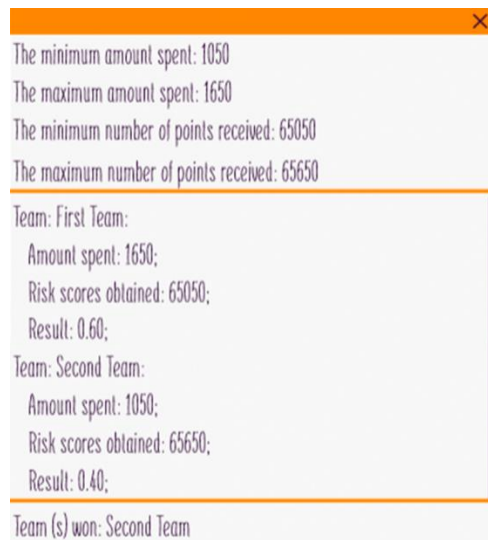 The minimum amount spent: 1050
The maximum amount spent: 1650
The minimum number of points received: 65050
The maximum number of points received: 65650
Team: First Team:
Amount spent: 1650;
Risk scores obtained: 65050;
Result: 0.60;
Team: Second Team:
Amount spent: 1050;
Risk scores obtained: 65650;
Result: 0.40;
Team (s) won: Second Team